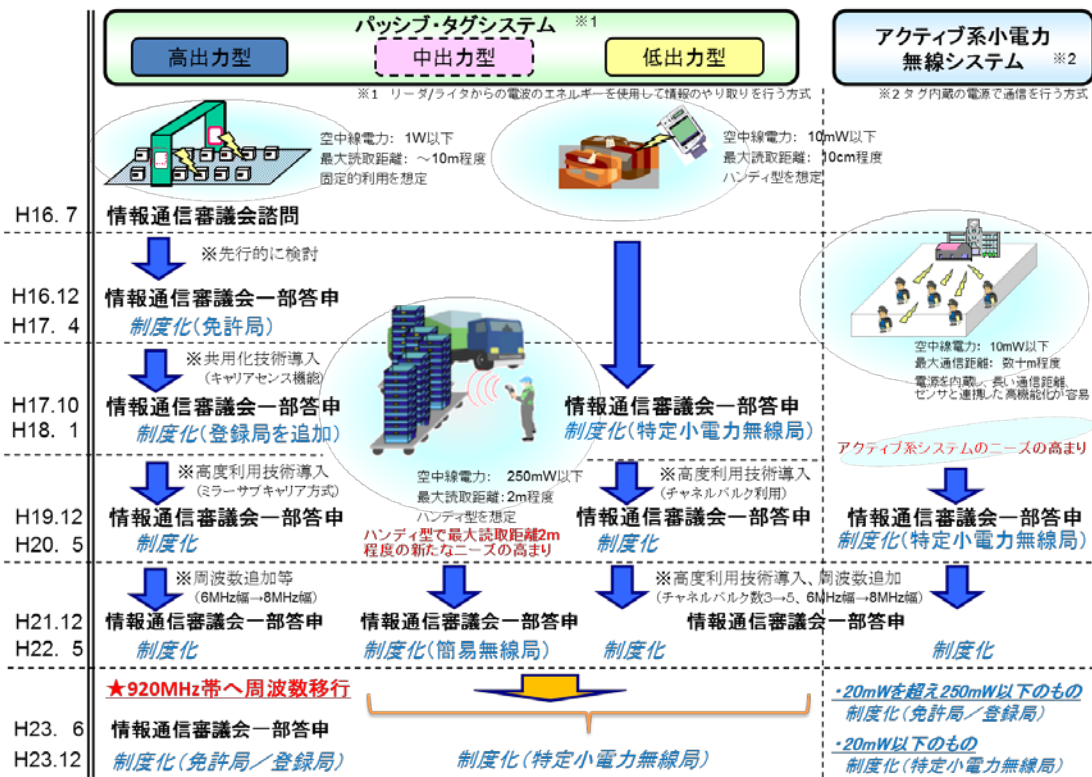 パッシブ・タグシステム ※1
高出力型
中出力型
低出力型
アクティブ系小電力
無線システム ※2
※1 リーダ/ライタからの電波のエネルギーを使用して情報のやり取りを行う方式
※2 タグ内蔵の電源で通信を行う方式
空中線電力: 1W以下
最大読取距離: ～10m程度
固定的利用を想定
空中線電力: 10mW以下
最大読取距離: 10cm程度
ハンディ型を想定
H16. 7
情報通信審議会諮問
※先行的に検討
H16.12
情報通信審議会一部答申
H17. 4
制度化(免許局)
空中線電力: 10mW以下
最大通信距離: 数十m程度
電源を内蔵し、長い通信距離、
センサと連携した高機能化が容易
※共用化技術導入
(キャリアセンス機能)
H17.10
情報通信審議会一部答申
情報通信審議会一部答申
H18. 1
制度化(登録局を追加)
制度化(特定小電力無線局)
アクティブ系システムのニーズの高まり
※高度利用技術導入
(ミラーサブキャリア方式)
空中線電力: 250mW以下
最大読取距離: 2m程度
ハンディ型を想定
※高度利用技術導入
(チャネルバルク利用)
H19.12
情報通信審議会一部答申
情報通信審議会一部答申
情報通信審議会一部答申
ハンディ型で最大読取距離2m
程度の新たなニーズの高まり
H20. 5
制度化
制度化
制度化(特定小電力無線局)
※周波数追加等
(6MHz幅→8MHz幅)
※高度利用技術導入、周波数追加
(チャネルバルク数3→5、6MHz幅→8MHz幅)
H21.12
情報通信審議会一部答申
情報通信審議会一部答申
情報通信審議会一部答申
H22. 5
制度化
制度化(簡易無線局)
制度化
制度化
★920MHz帯へ周波数移行
・20mWを超え250mW以下のもの
制度化(免許局／登録局)
H23. 6
情報通信審議会一部答申
H23.12
制度化(免許局／登録局)
制度化(特定小電力無線局)
・20mW以下のもの
制度化(特定小電力無線局)